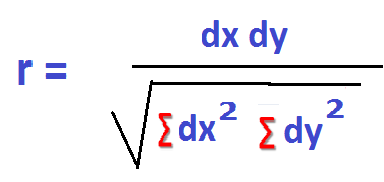 dx dy
r =
√ ∑dx² ∑dy²